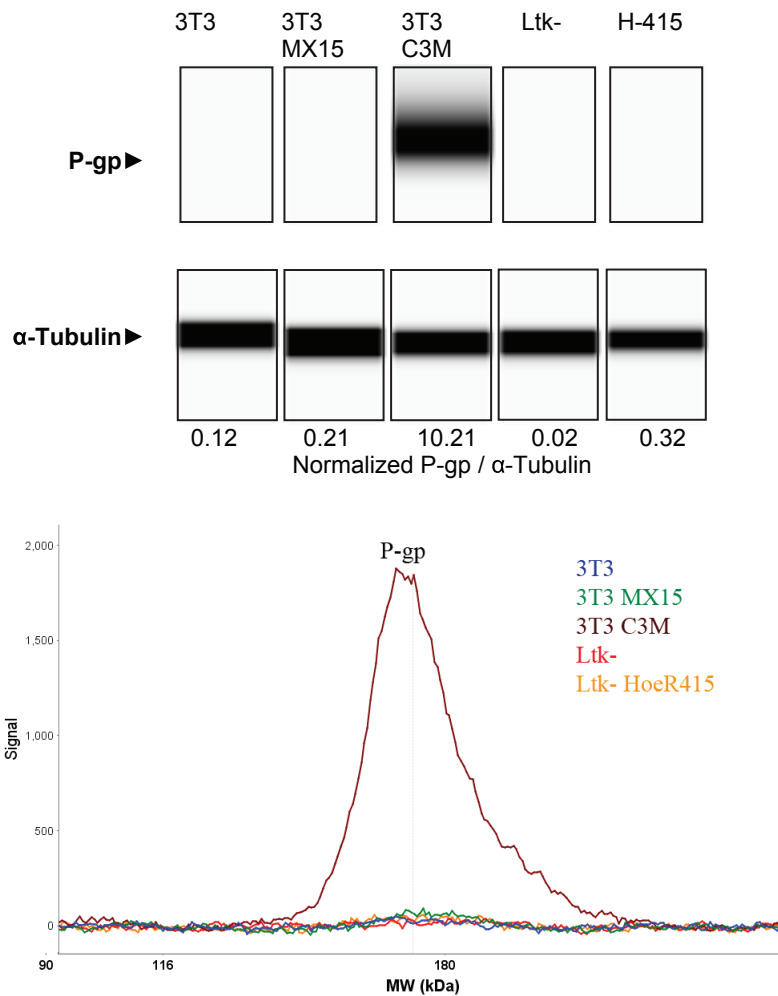 3T3 3T3 3T3 Ltk- H-415
MX15 C3M
P-gp►
α-Tubulin►
0.12 0.21 10.21 0.02 0.32
Normalized P-gp / α-Tubulin
2,000
P-gp
3T3
3T3 MX15
1,500
3T3 C3M
Ltk-
Ltk- HoeR415
1,000
Signal
500
0
90 116 180
MW (kDa)